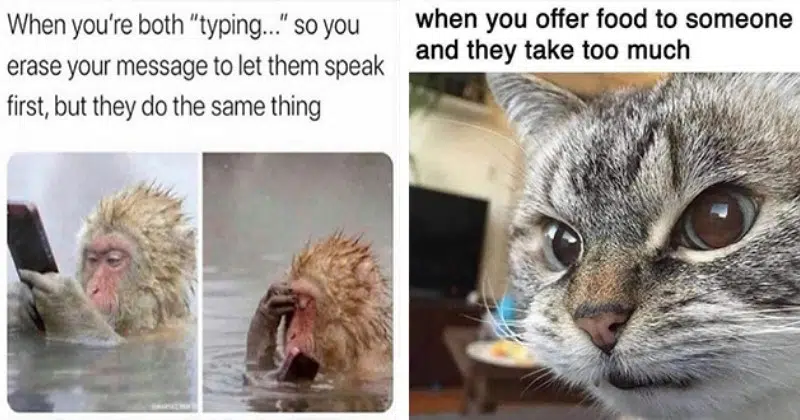 When you're both "typing..." so you
erase your message to let them speak
first, but they do the same thing
when you offer food to someone
and they take too much